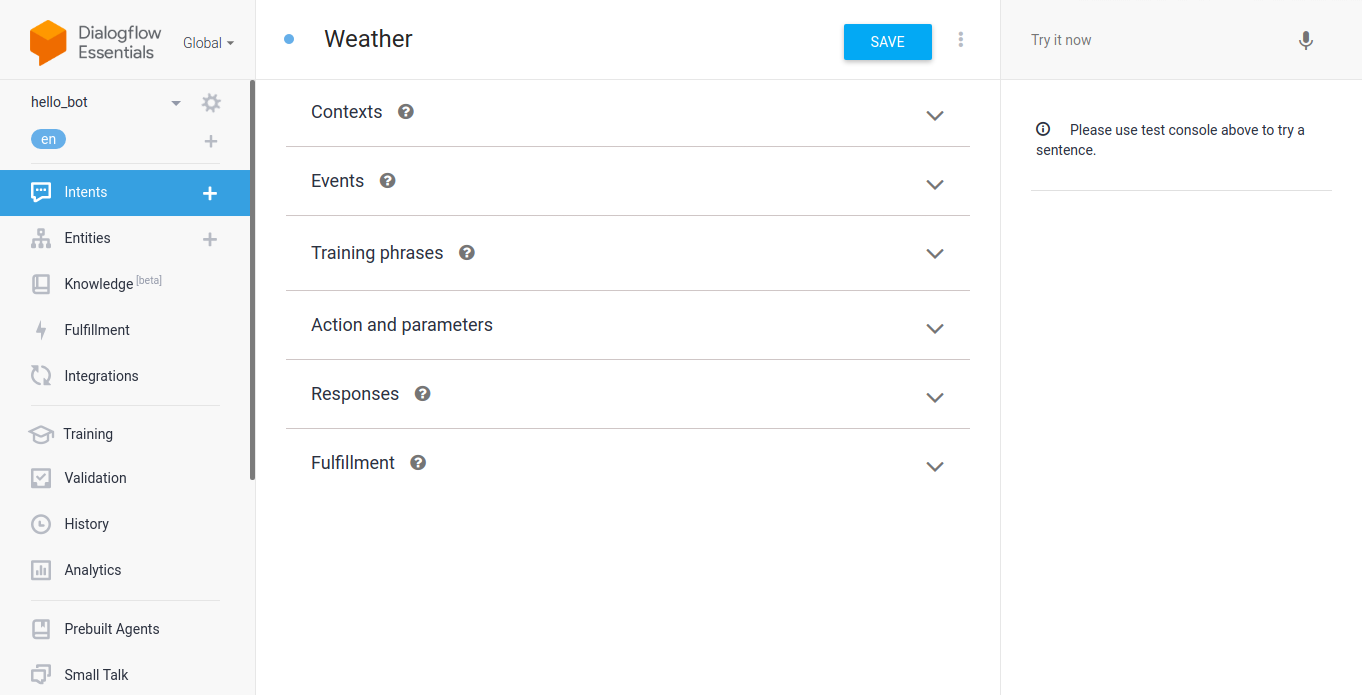 Dialogflow
Essentials
Global
hello_bot
en
Intents
Entities
Knowledge [beta]
Fulfillment
Integrations
Training
Validation
History
Analytics
Prebuilt Agents
Small Talk
Weather
SAVE
Contexts
Events
Training phrases
Action and parameters
Responses
Fulfillment
Try it now
Please use test console above to try a
sentence.